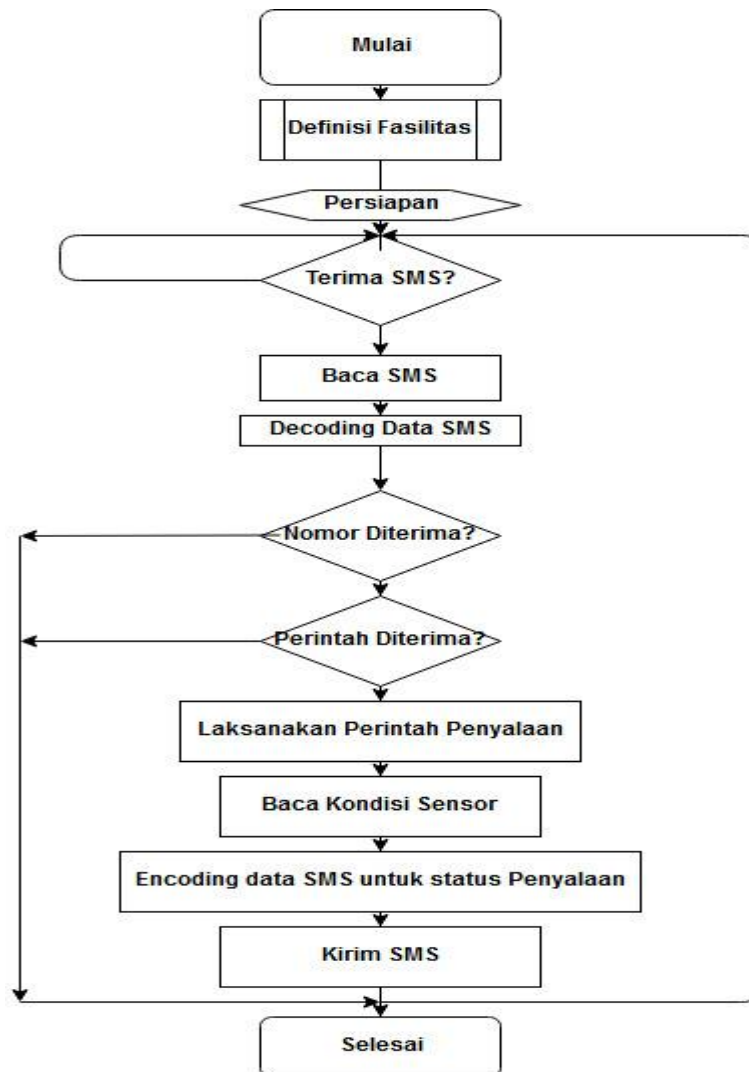 Mulai
Definisi Fasilitas
Persiapan
Terima SMS?
Baca SMS
Decoding Data SMS
Nomor Diterima?
Perintah Diterima?
Laksanakan Perintah Penyalaan
Baca Kondisi Sensor
Encoding data SMS untuk status Penyalaan
Kirim SMS
Selesai